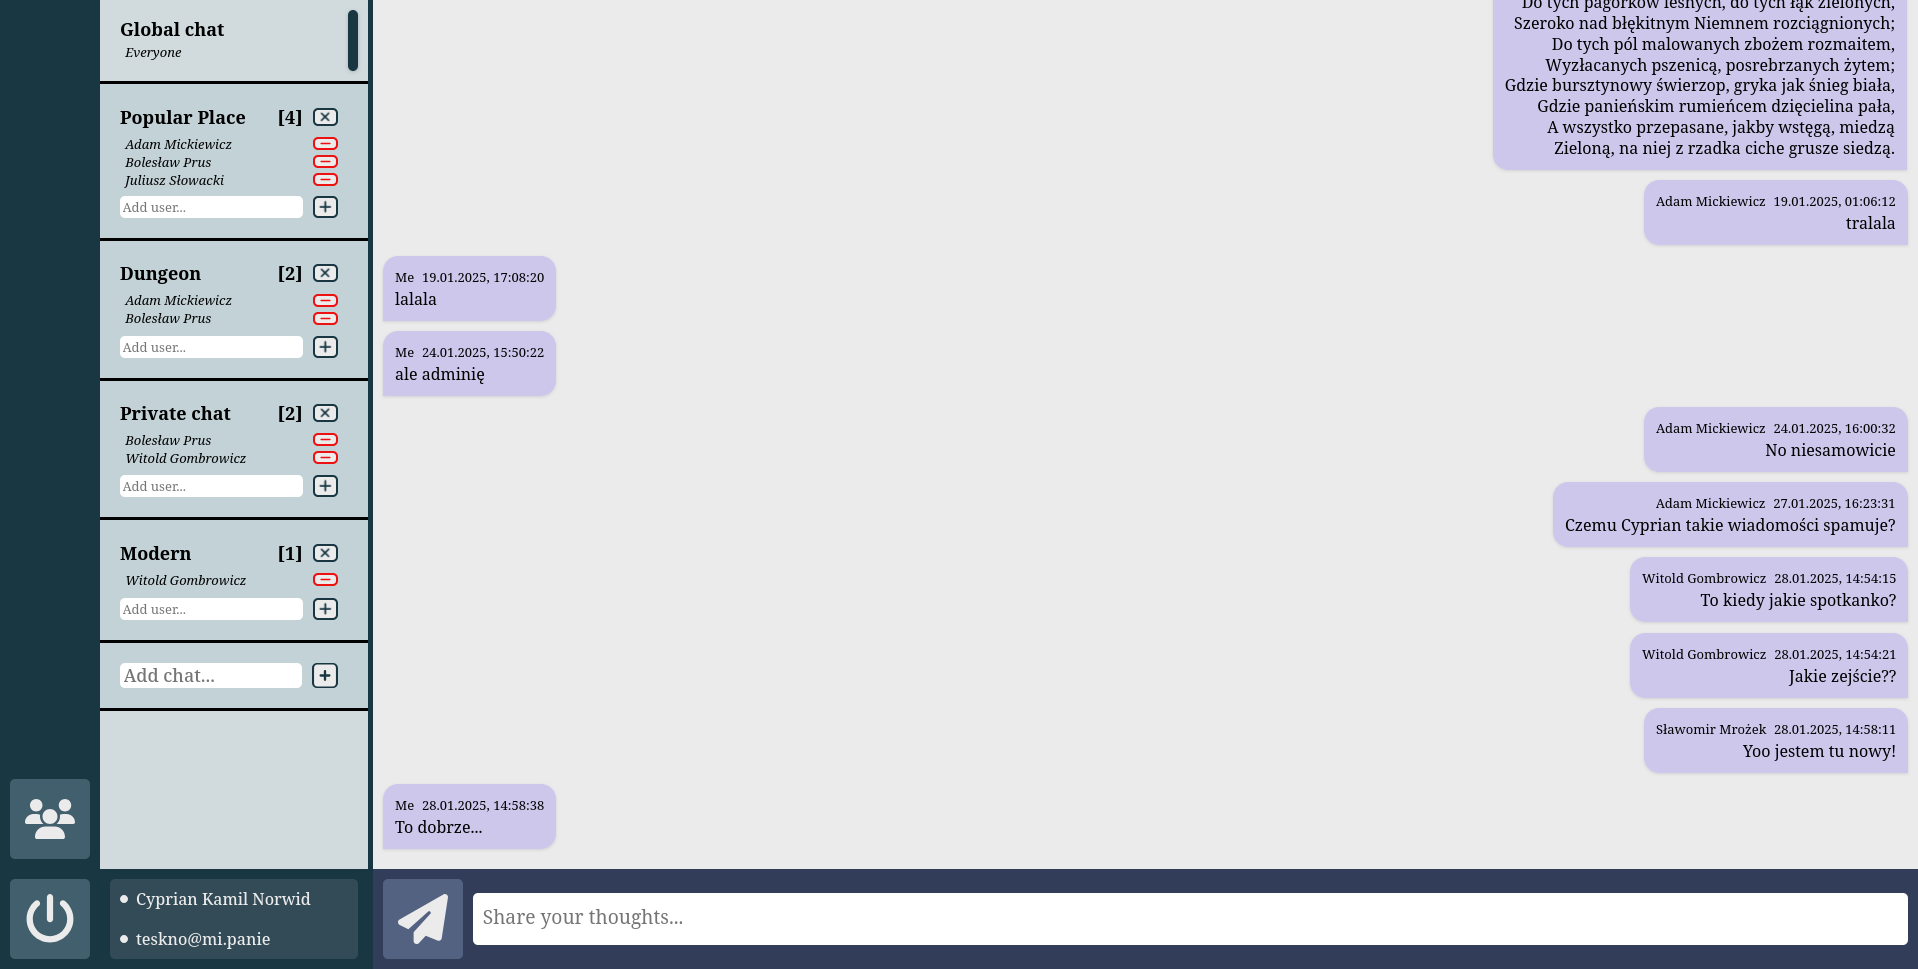 Global chat
Everyone
Popular Place [4]
Adam Mickiewicz
Bolesław Prus
Juliusz Słowacki
Add user...
Dungeon [2]
Adam Mickiewicz
Bolesław Prus
Add user...
Private chat [2]
Bolesław Prus
Witold Gombrowicz
Add user...
Modern [1]
Witold Gombrowicz
Add user...
Add chat...
Cyprian Kamil Norwid
teskno@mi.panie
Do tych pagórków leśnych, do tych łąk zielonych,
Szeroko nad błękitnym Niemnem rozciągnionych;
Do tych pól malowanych zbożem rozmaitem,
Wyzłacanych pszenicą, posrebrzanych żytem;
Gdzie bursztynowy świerzop, gryka jak śnieg biała,
Gdzie panieńskim rumieńcem dzięcielina pała,
A wszystko przepasane, jakby wstęgą, miedzą
Zieloną, na niej z rzadka ciche grusze siedzą.
Adam Mickiewicz 19.01.2025, 01:06:12
tralala
Me 19.01.2025, 17:08:20
lalala
Me 24.01.2025, 15:50:22
ale adminię
Adam Mickiewicz 24.01.2025, 16:00:32
No niesamowicie
Adam Mickiewicz 27.01.2025, 16:23:31
Czemu Cyprian takie wiadomości spamuje?
Witold Gombrowicz 28.01.2025, 14:54:15
To kiedy jakie spotkanko?
Witold Gombrowicz 28.01.2025, 14:54:21
Jakie zejście??
Sławomir Mrożek 28.01.2025, 14:58:11
Yoo jestem tu nowy!
Me 28.01.2025, 14:58:38
To dobrze...
Share your thoughts...